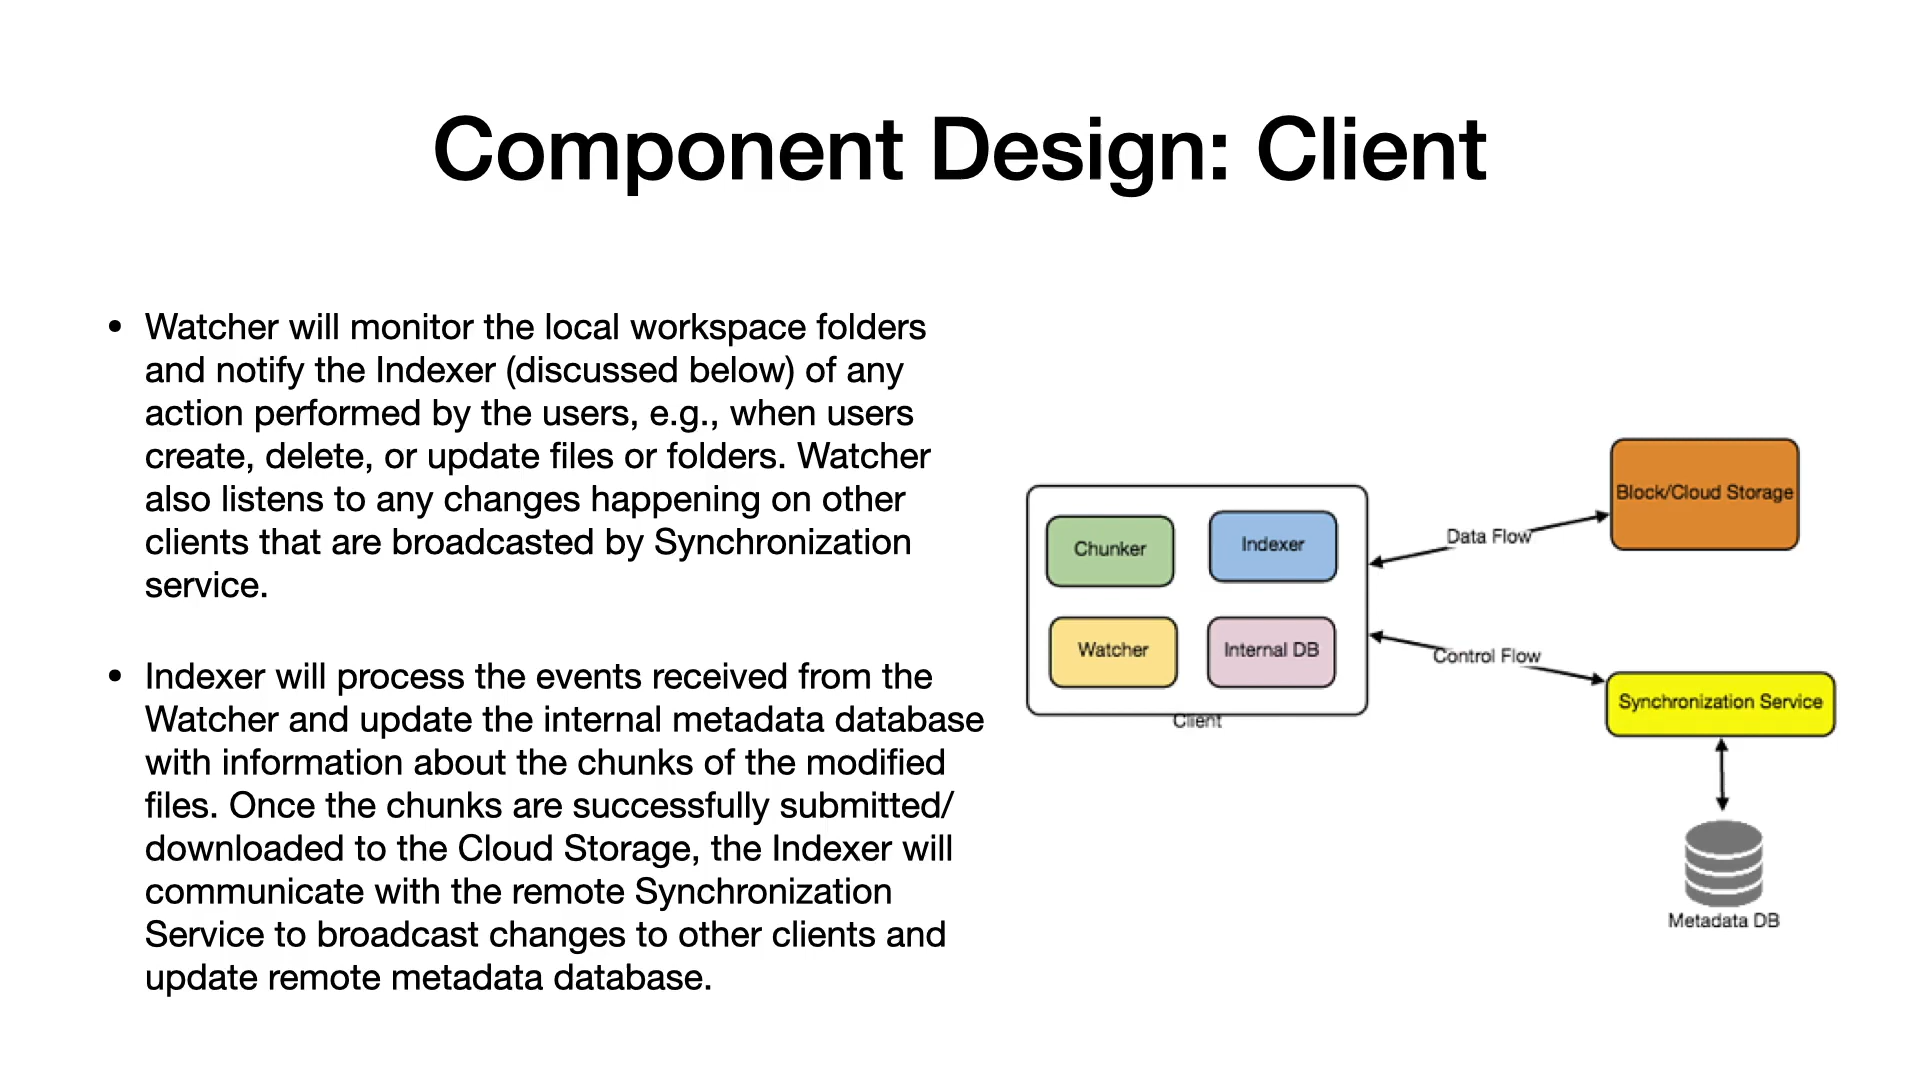 Component Design: Client
• Watcher will monitor the local workspace folders
and notify the Indexer (discussed below) of any
action performed by the users, e.g., when users
create, delete, or update files or folders. Watcher
also listens to any changes happening on other
clients that are broadcasted by Synchronization
service.
• Indexer will process the events received from the
Watcher and update the internal metadata database
with information about the chunks of the modified
files. Once the chunks are successfully submitted/
downloaded to the Cloud Storage, the Indexer will
communicate with the remote Synchronization
Service to broadcast changes to other clients and
update remote metadata database.
Chunker
Indexer
Watcher
Internal DB
Client
Data Flow
Control Flow
Block/Cloud Storage
Synchronization Service
Metadata DB